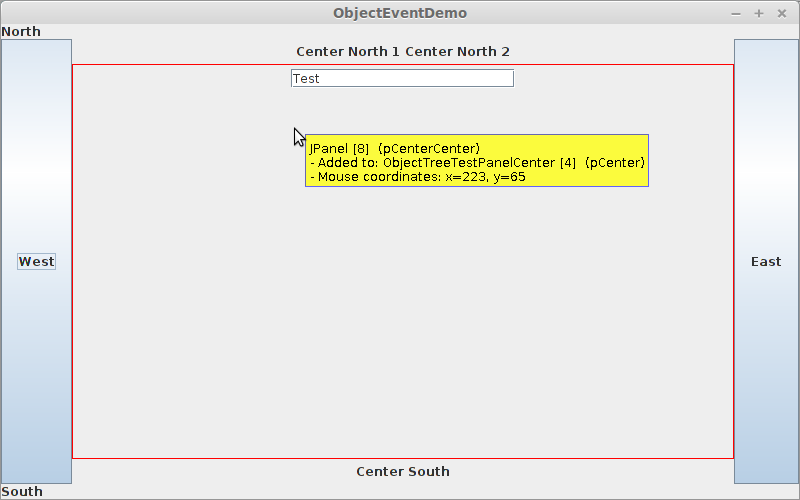 ObjectEventDemo
North
Center North 1 Center North 2
Test
JPanel [8]  (pCenterCenter)
- Added to: ObjectTreeTestPanelCenter [4]  (pCenter)
- Mouse coordinates: x=223, y=65
West
East
Center South
South